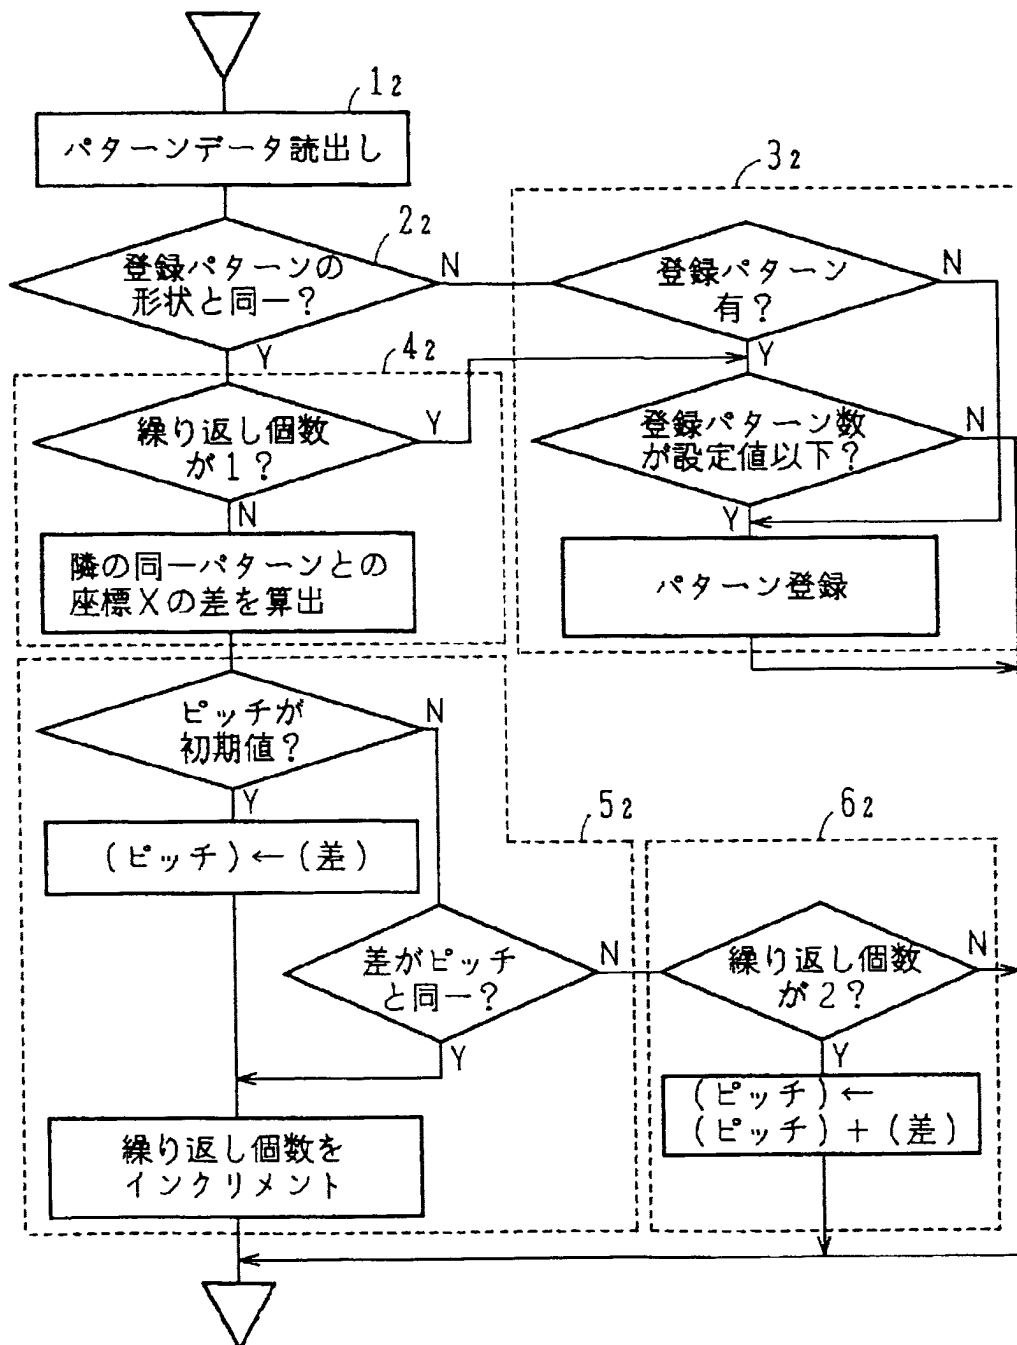 1₂
パターンデータ読出し
3₂
2₂
登録パターンの
形状と同一?
N
登録パターン
有?
N
Y
Y
4₂
繰り返し個数
が1?
Y
登録パターン数
が設定値以下?
N
N
Y
隣の同一パターンとの
座標Xの差を算出
パターン登録
ピッチが
初期値?
N
Y
5₂
6₂
(ピッチ)←(差)
差がピッチ
と同一?
N
繰り返し個数
が2?
N
Y
Y
(ピッチ)←
(ピッチ)+(差)
繰り返し個数を
インクリメント